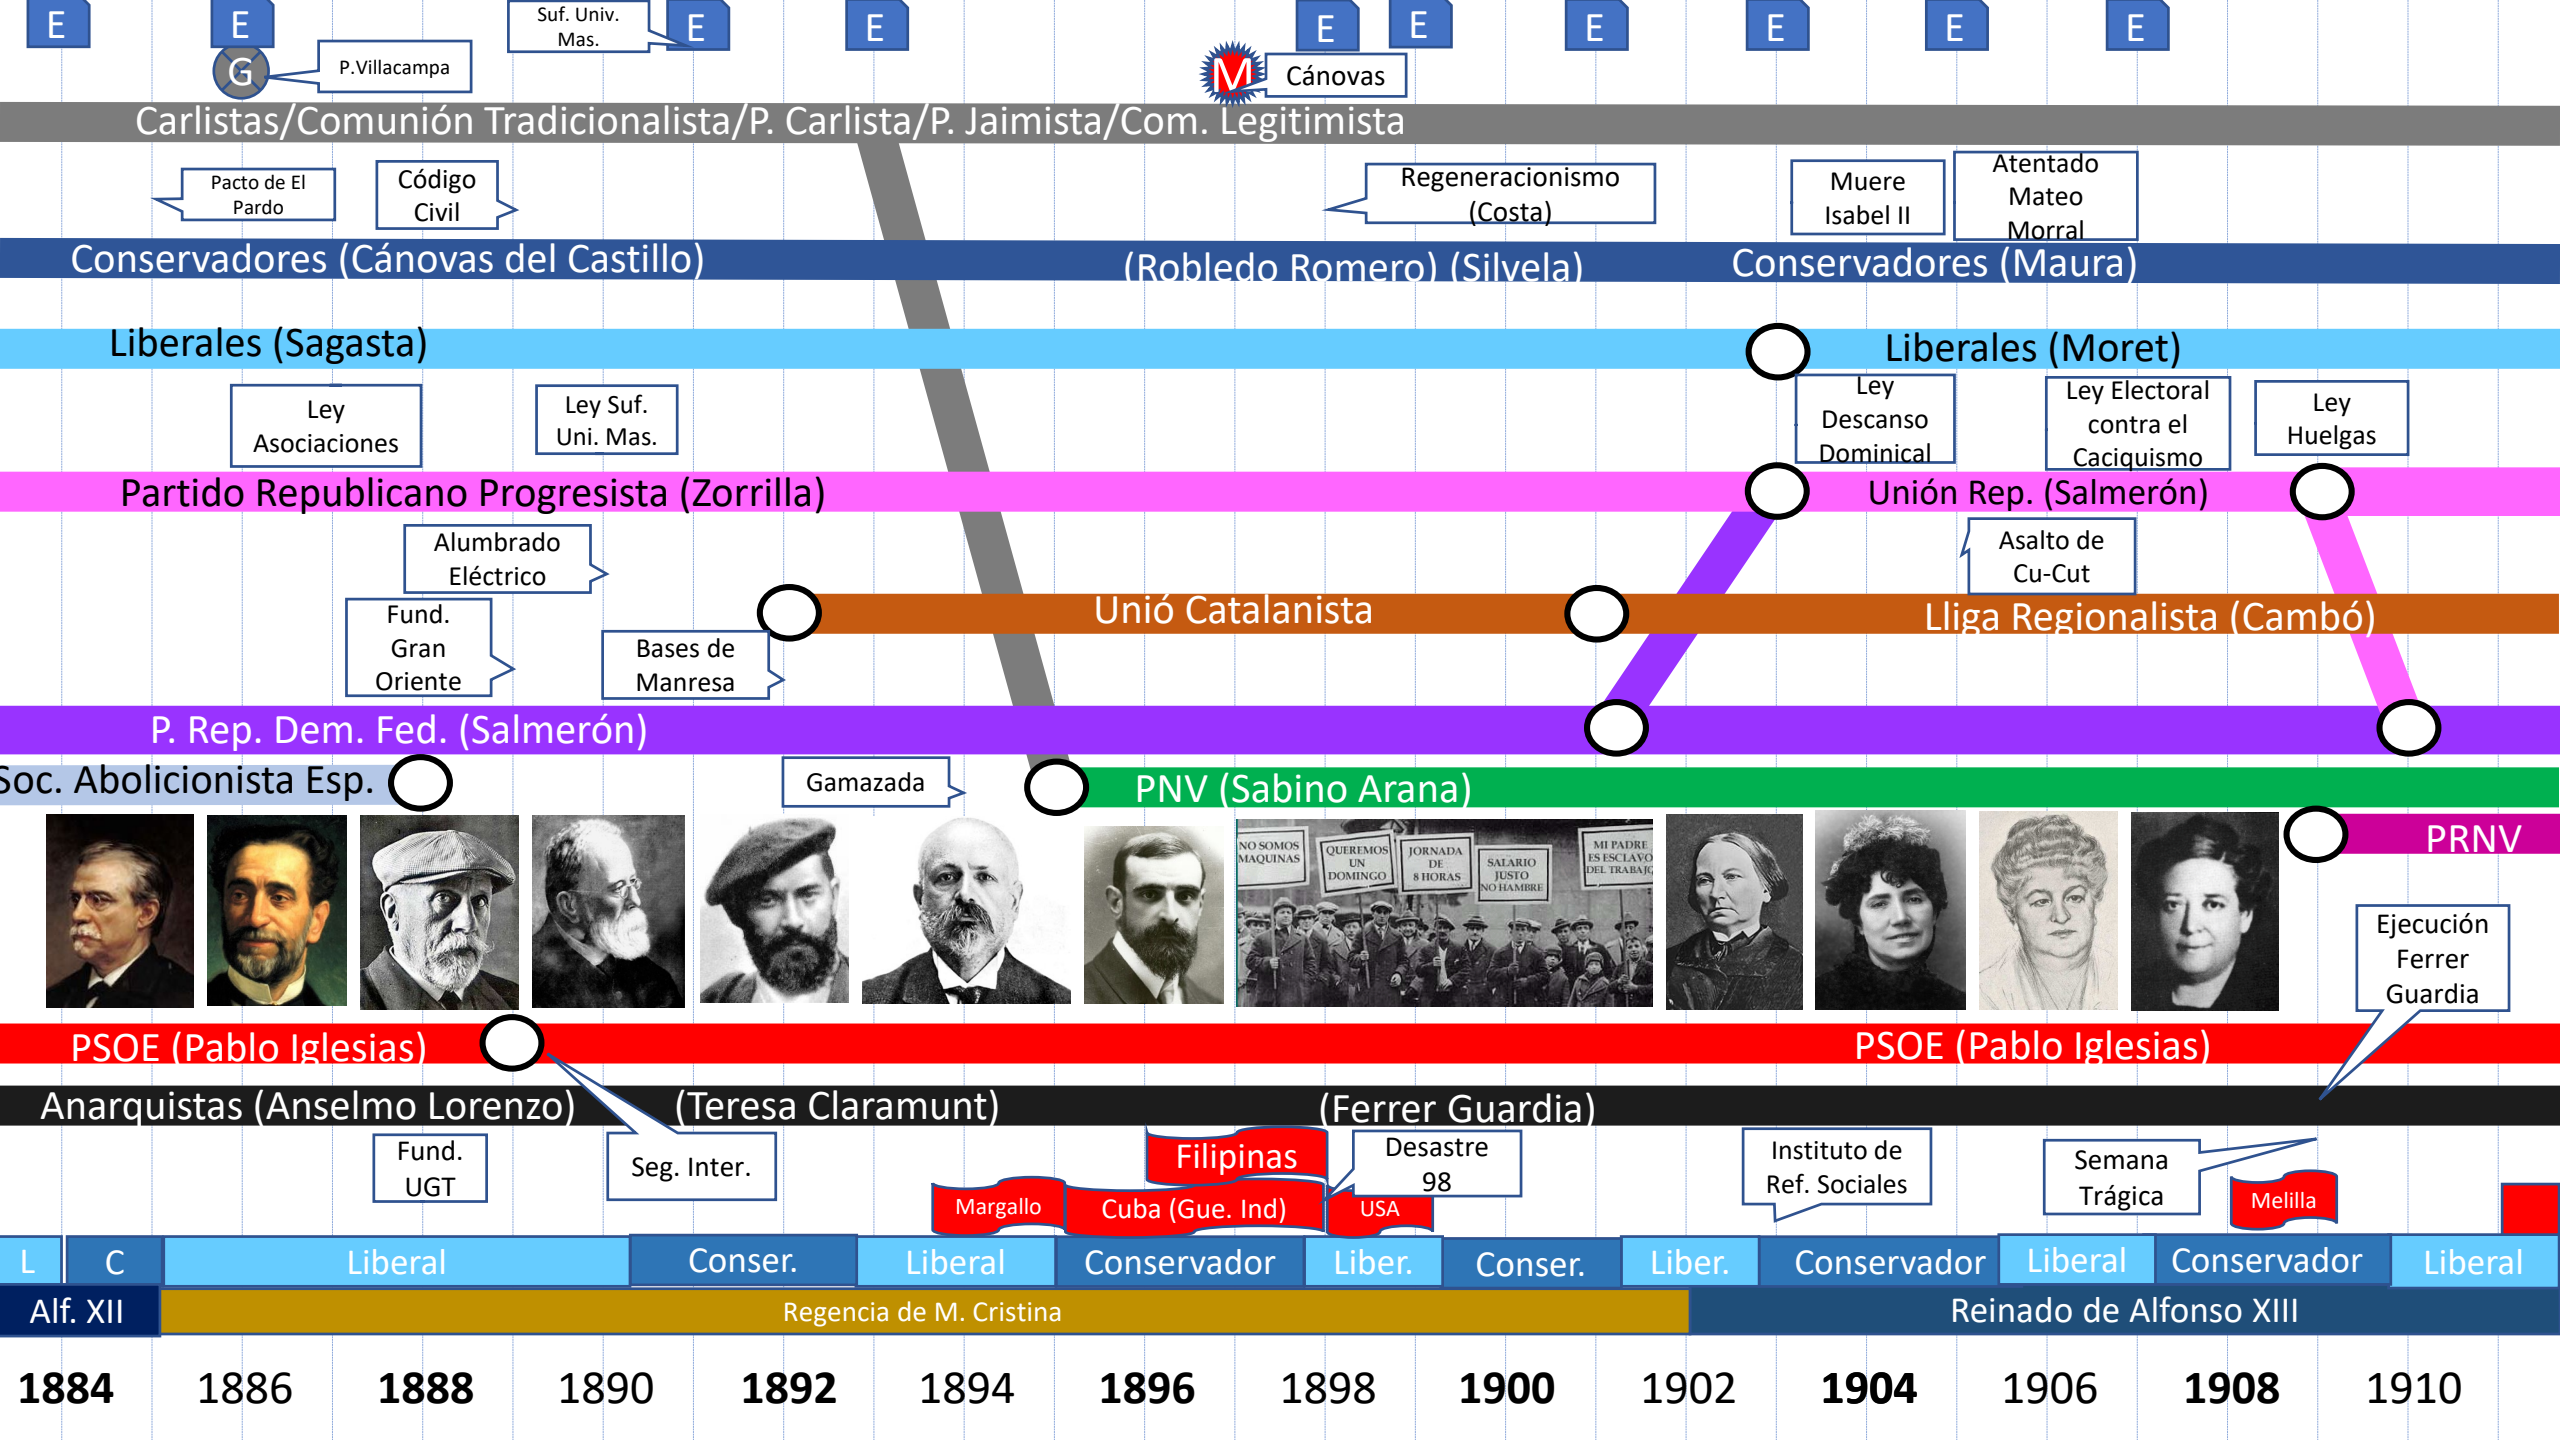 E
E
Suf. Univ.
Mas.
E
E
E
E
E
E
E
E
G
P.Villacampa
M
Cánovas
Carlistas/Comunión Tradicionalista/P. Carlista/P. Jaimista/Com. Legitimista
Pacto de El
Pardo
Código
Civil
Regeneracionismo
(Costa)
Muere
Isabel II
Atentado
Mateo
Morral
Conservadores (Cánovas del Castillo)
(Robledo Romero) (Silvela)
Conservadores (Maura)
Liberales (Sagasta)
Liberales (Moret)
Ley
Asociaciones
Ley Suf.
Uni. Mas.
Ley
Descanso
Dominical
Ley Electoral
contra el
Caciquismo
Ley
Huelgas
Partido Republicano Progresista (Zorrilla)
Unión Rep. (Salmerón)
Alumbrado
Eléctrico
Asalto de
Cu-Cut
Fund.
Gran
Oriente
Unió Catalanista
Lliga Regionalista (Cambó)
Bases de
Manresa
P. Rep. Dem. Fed. (Salmerón)
Soc. Abolicionista Esp.
Gamazada
PNV (Sabino Arana)
PRNV
NO SOMOS
MAQUINAS
QUEREMOS
UN
DOMINGO
JORNADA
DE
8 HORAS
SALARIO
JUSTO
NO HAMBRE
MI PADRE
ES ESCLAVO
DEL TRABAJO
Ejecución
Ferrer
Guardia
PSOE (Pablo Iglesias)
PSOE (Pablo Iglesias)
Anarquistas (Anselmo Lorenzo)
(Teresa Claramunt)
(Ferrer Guardia)
Fund.
UGT
Seg. Inter.
Filipinas
Desastre
98
Instituto de
Ref. Sociales
Semana
Trágica
Margallo
Cuba (Gue. Ind)
USA
Melilla
L
C
Liberal
Conser.
Liberal
Conservador
Liber.
Conser.
Liber.
Conservador
Liberal
Conservador
Liberal
Alf. XII
Regencia de M. Cristina
Reinado de Alfonso XIII
1884
1886
1888
1890
1892
1894
1896
1898
1900
1902
1904
1906
1908
1910